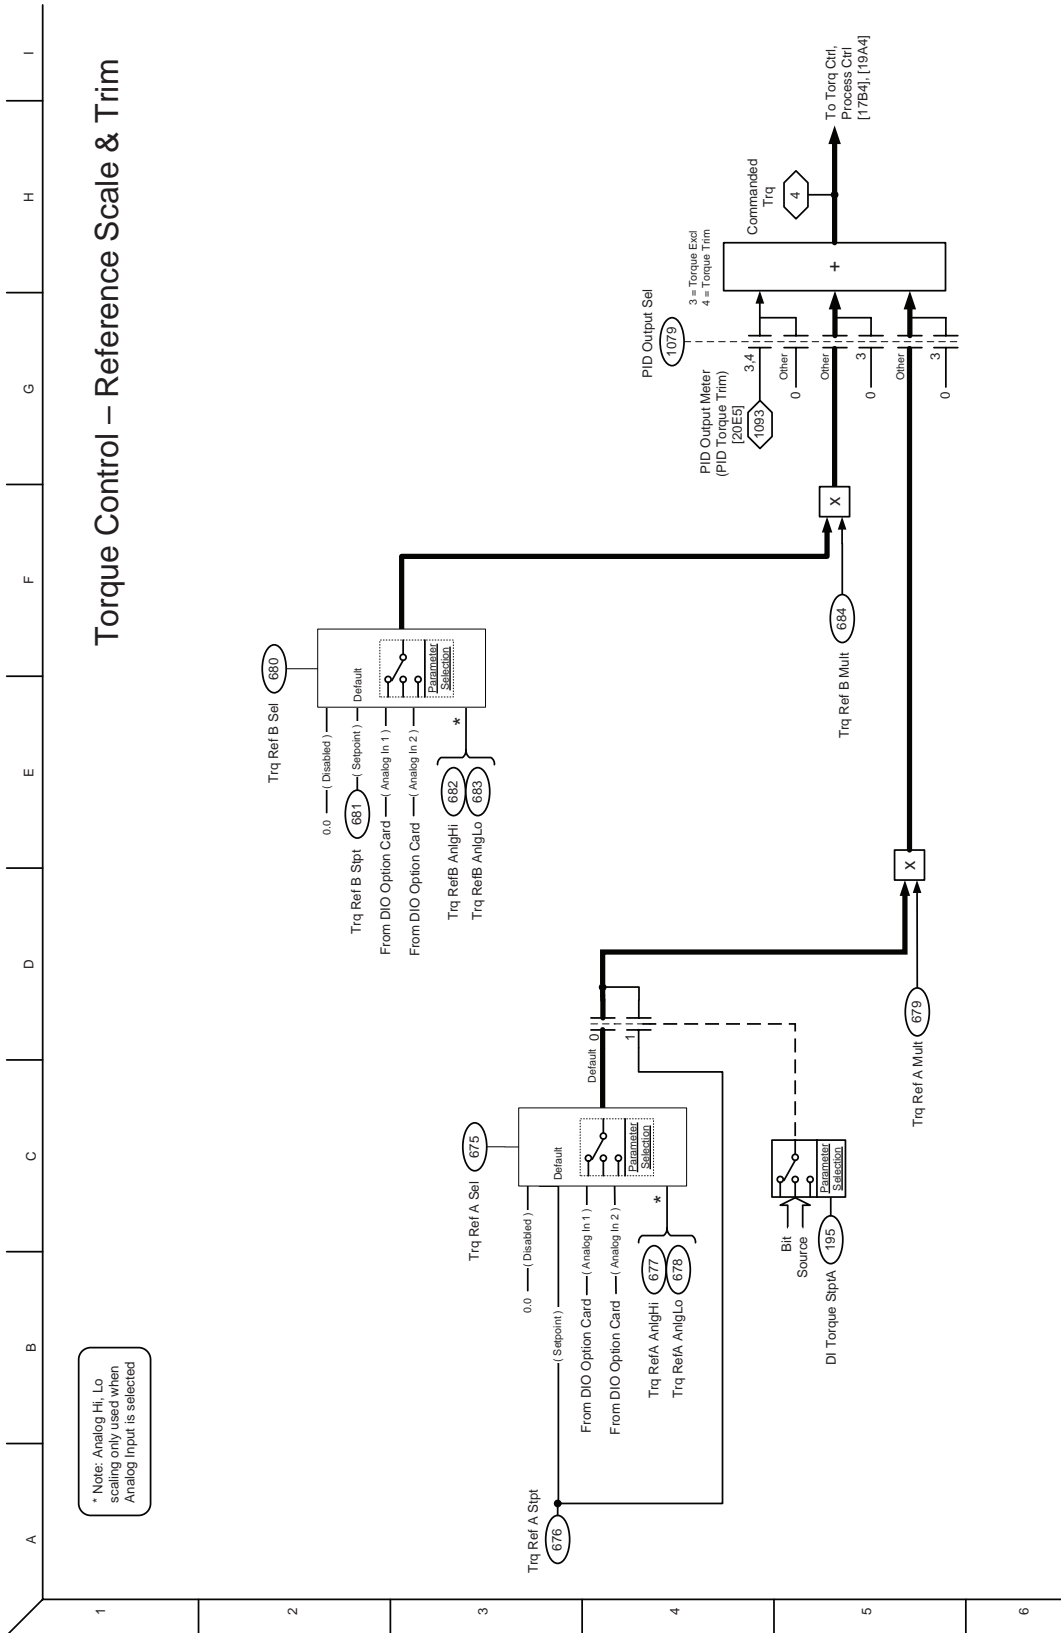 Torque Control – Reference Scale & Trim
A
B
C
D
E
F
G
H
I
1
2
3
4
5
6
* Note: Analog Hi, Lo
scaling only used when
Analog Input is selected
Trq Ref A Stpt
676
Trq Ref A Sel
675
0.0
( Disabled )
( Setpoint )
Default
From DIO Option Card
( Analog In 1 )
From DIO Option Card
( Analog In 2 )
Parameter
Selection
*
Trq RefA AnlgHi
677
Trq RefA AnlgLo
678
Default
0
1
Bit
Source
Parameter
Selection
DI Torque StptA
195
Trq Ref A Mult
679
X
Trq Ref B Sel
680
0.0
( Disabled )
Trq Ref B Stpt
681
( Setpoint )
Default
From DIO Option Card
( Analog In 1 )
From DIO Option Card
( Analog In 2 )
Parameter
Selection
*
Trq RefB AnlgHi
682
Trq RefB AnlgLo
683
Trq Ref B Mult
684
X
PID Output Sel
1079
3 = Torque Excl
4 = Torque Trim
PID Output Meter
(PID Torque Trim)
[20E5]
1093
3,4
Other
0
Other
3
0
Other
3
0
+
Commanded
Trq
4
To Torq Ctrl,
Process Ctrl
[17B4], [19A4]